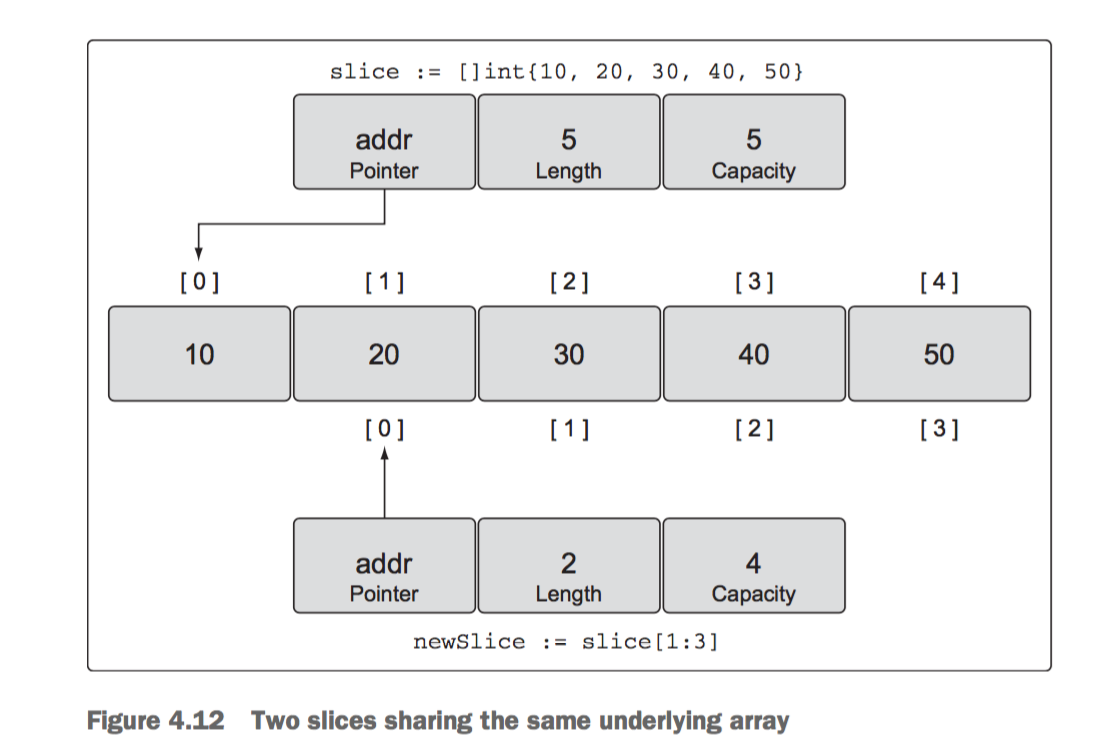 slice := []int{10, 20, 30, 40, 50}
addr 5 5
Pointer Length Capacity
[0] [1] [2] [3] [4]
10 20 30 40 50
[0] [1] [2] [3]
addr 2 4
Pointer Length Capacity
newSlice := slice[1:3]
Figure 4.12 Two slices sharing the same underlying array